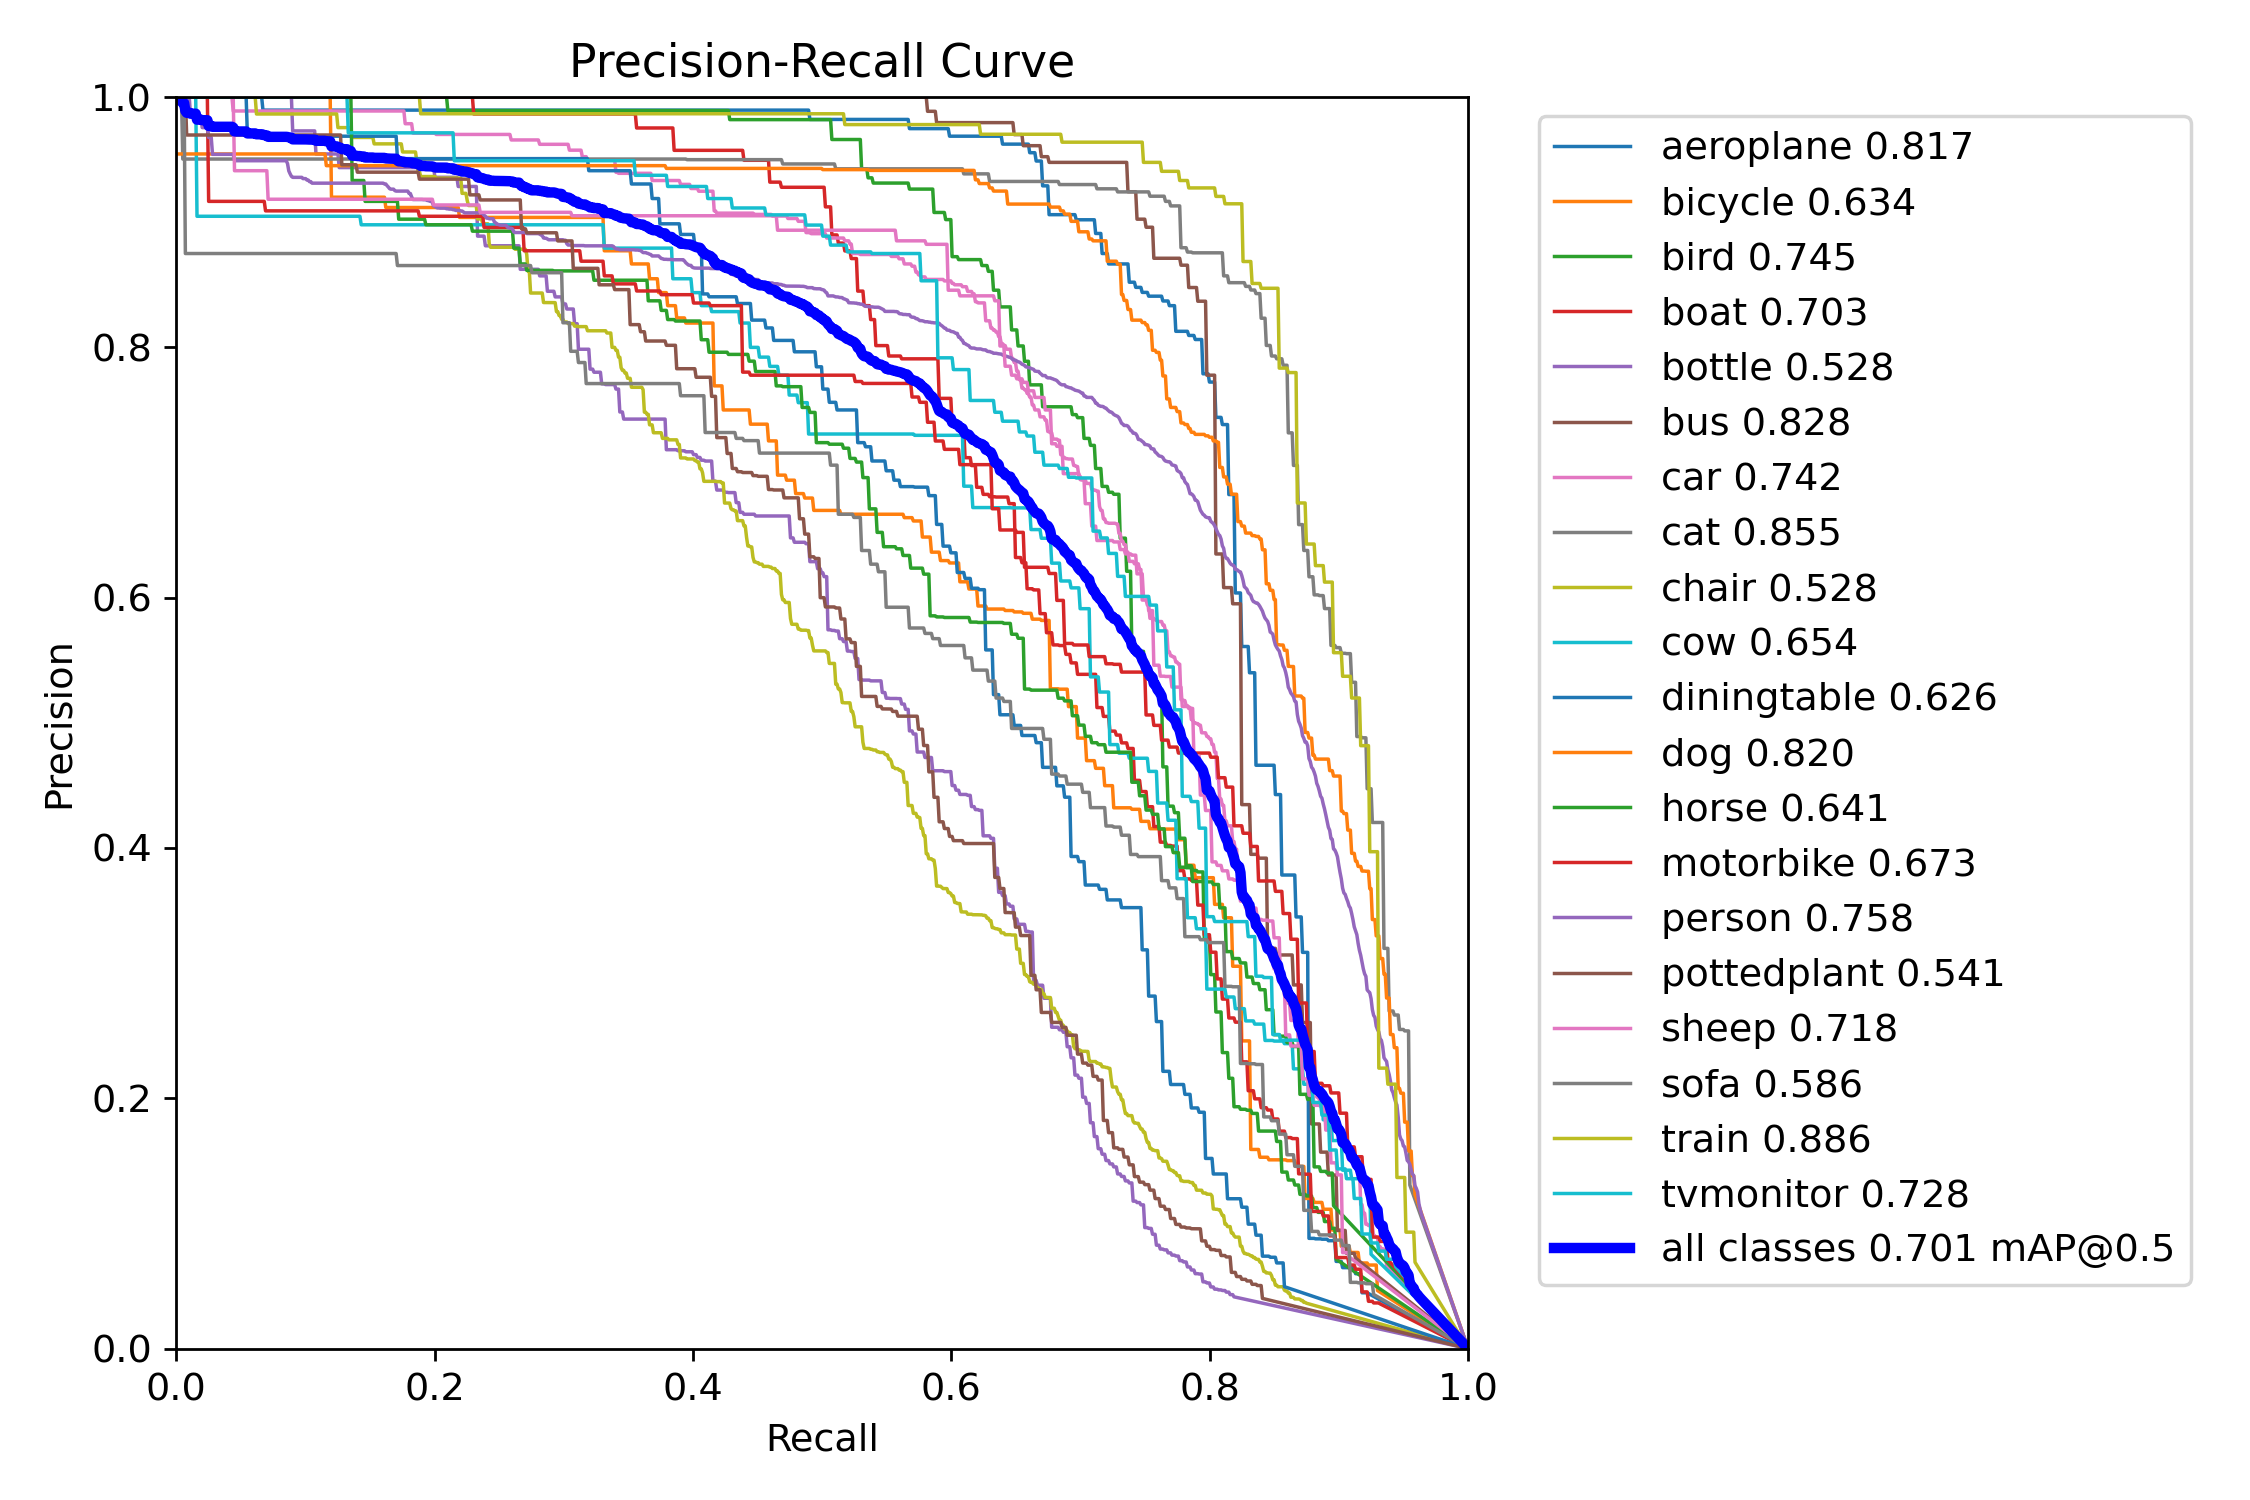 Precision-Recall Curve
1.0
0.8
0.6
0.4
0.2
0.0
Precision
0.0 0.2 0.4 0.6 0.8 1.0
Recall
aeroplane 0.817
bicycle 0.634
bird 0.745
boat 0.703
bottle 0.528
bus 0.828
car 0.742
cat 0.855
chair 0.528
cow 0.654
diningtable 0.626
dog 0.820
horse 0.641
motorbike 0.673
person 0.758
pottedplant 0.541
sheep 0.718
sofa 0.586
train 0.886
tvmonitor 0.728
all classes 0.701 mAP@0.5